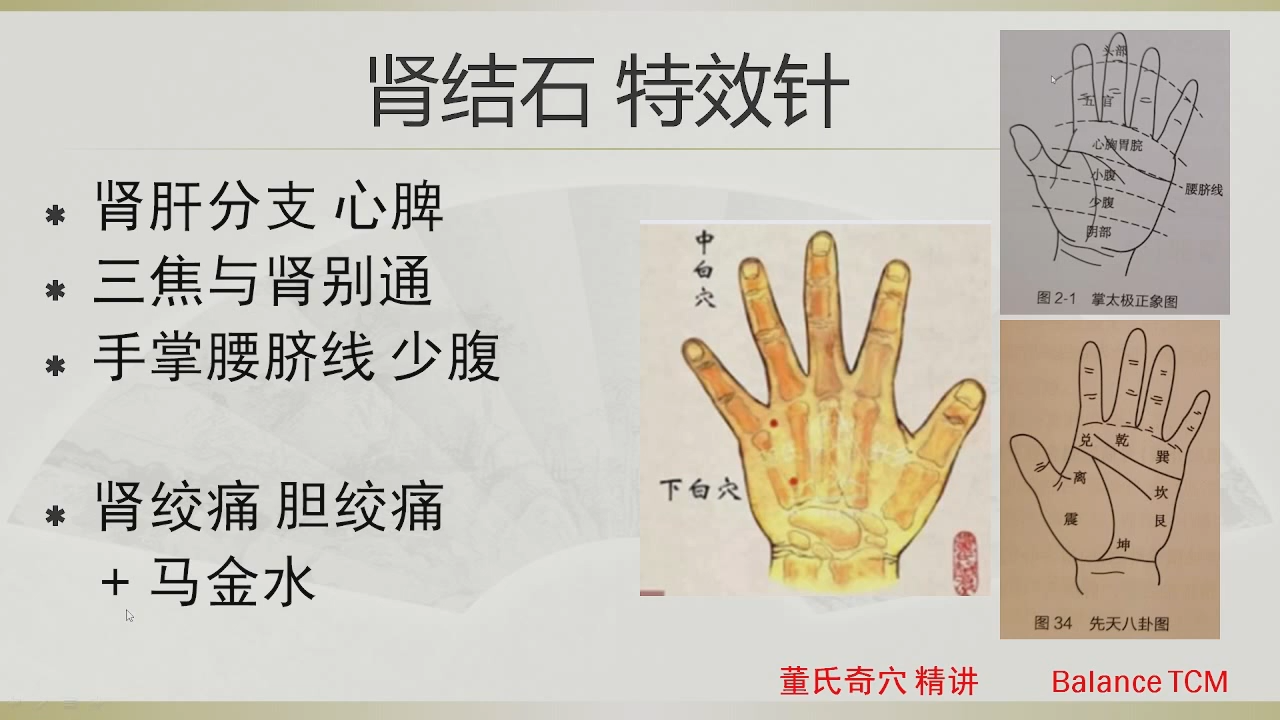 肾结石 特效针
肾肝分支 心脾
三焦与肾别通
手掌腰脐线 少腹
肾绞痛 胆绞痛
+ 马金水
中白穴
下白穴
头部
五官
心胸胃脘
小腹
腰脐线
少腹
阴部
图 2-1 掌太极正象图
兑 乾
巽
离
坎
震
艮
坤
图 34 先天八卦图
董氏奇穴 精讲
Balance TCM